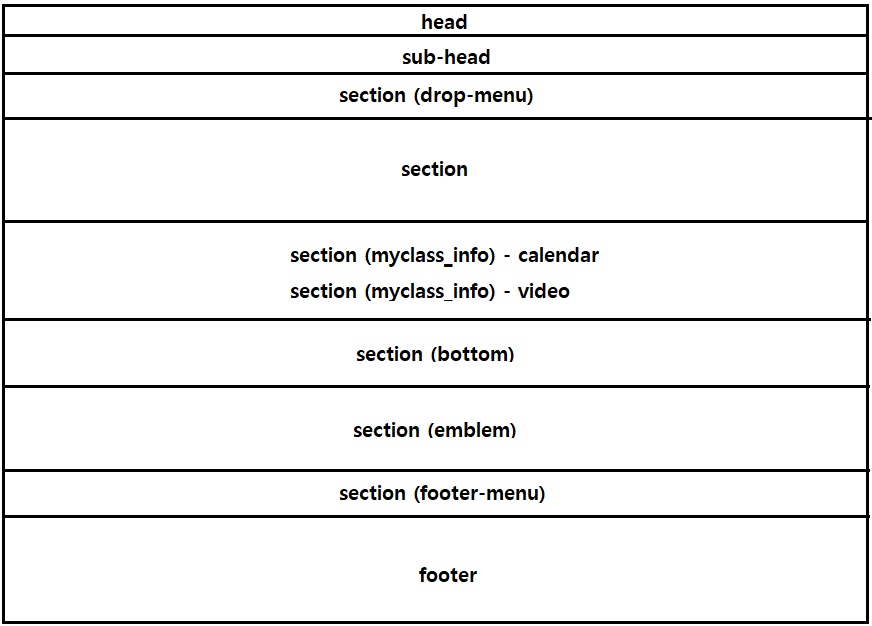 head
sub-head
section (drop-menu)
section
section (myclass_info) - calendar
section (myclass_info) - video
section (bottom)
section (emblem)
section (footer-menu)
footer